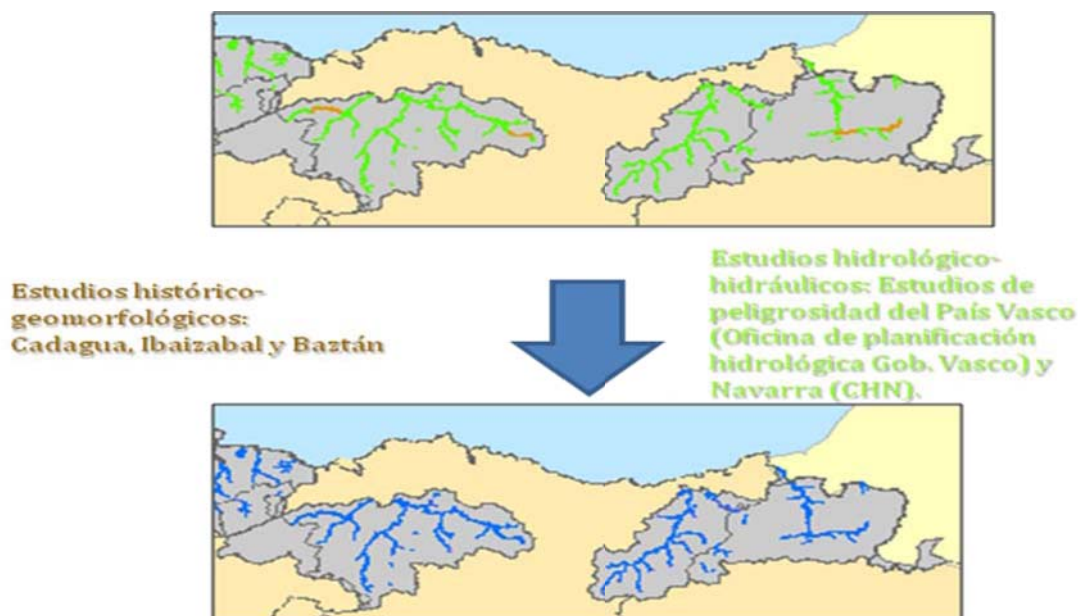 Estudios histórico-
geomorfológicos:
Cadagua, Ibaizabal y Baztán
Estudios hidrológico-
hidráulicos: Estudios de
peligrosidad del País Vasco
(Oficina de planificación
hidrológica Gob. Vasco) y
Navarra (CHN).